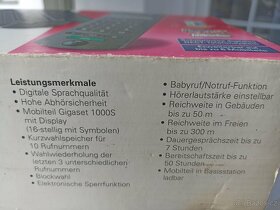 Leistungsmerkmale
• Digitale Sprachqualität
• Hohe Abhörsicherheit
• Mobilteil Gigaset 1000S
mit Display
(16-stellig mit Symbolen)
• Kurzwahlspeicher für
10 Rufnummern
• Wahlwiederholung der
letzten 3 unterschiedlichen
Rufnummern
• Blockwahl
• Elektronische Sperrfunktion
• Babyruf/Notruf-Funktion
• Hörerlautstärke einstellbar
• Reichweite in Gebäuden
bis zu 50 m
• Reichweite im Freien
bis zu 300 m
• Dauergesprächszeit bis zu
7 Stunden
• Bereitschaftszeit bis zu
50 Stunden
• Mobilteil in Basisstation
ladbar